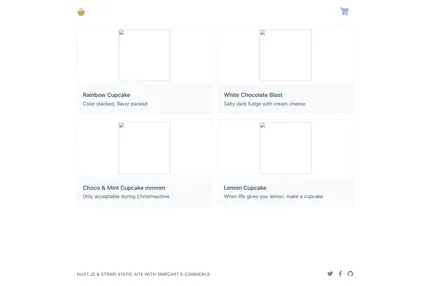 Rainbow Cupcake
Color stacked, flavor packed
White Chocolate Blast
Salty dark fudge with cream cheese
Choco & Mint Cupcake mmmm
Only acceptable during Christmastime
Lemon Cupcake
When life gives you lemon, make a cupcake
NUXT.JS & STRAPI STATIC SITE WITH SNIPCART E-COMMERCE.